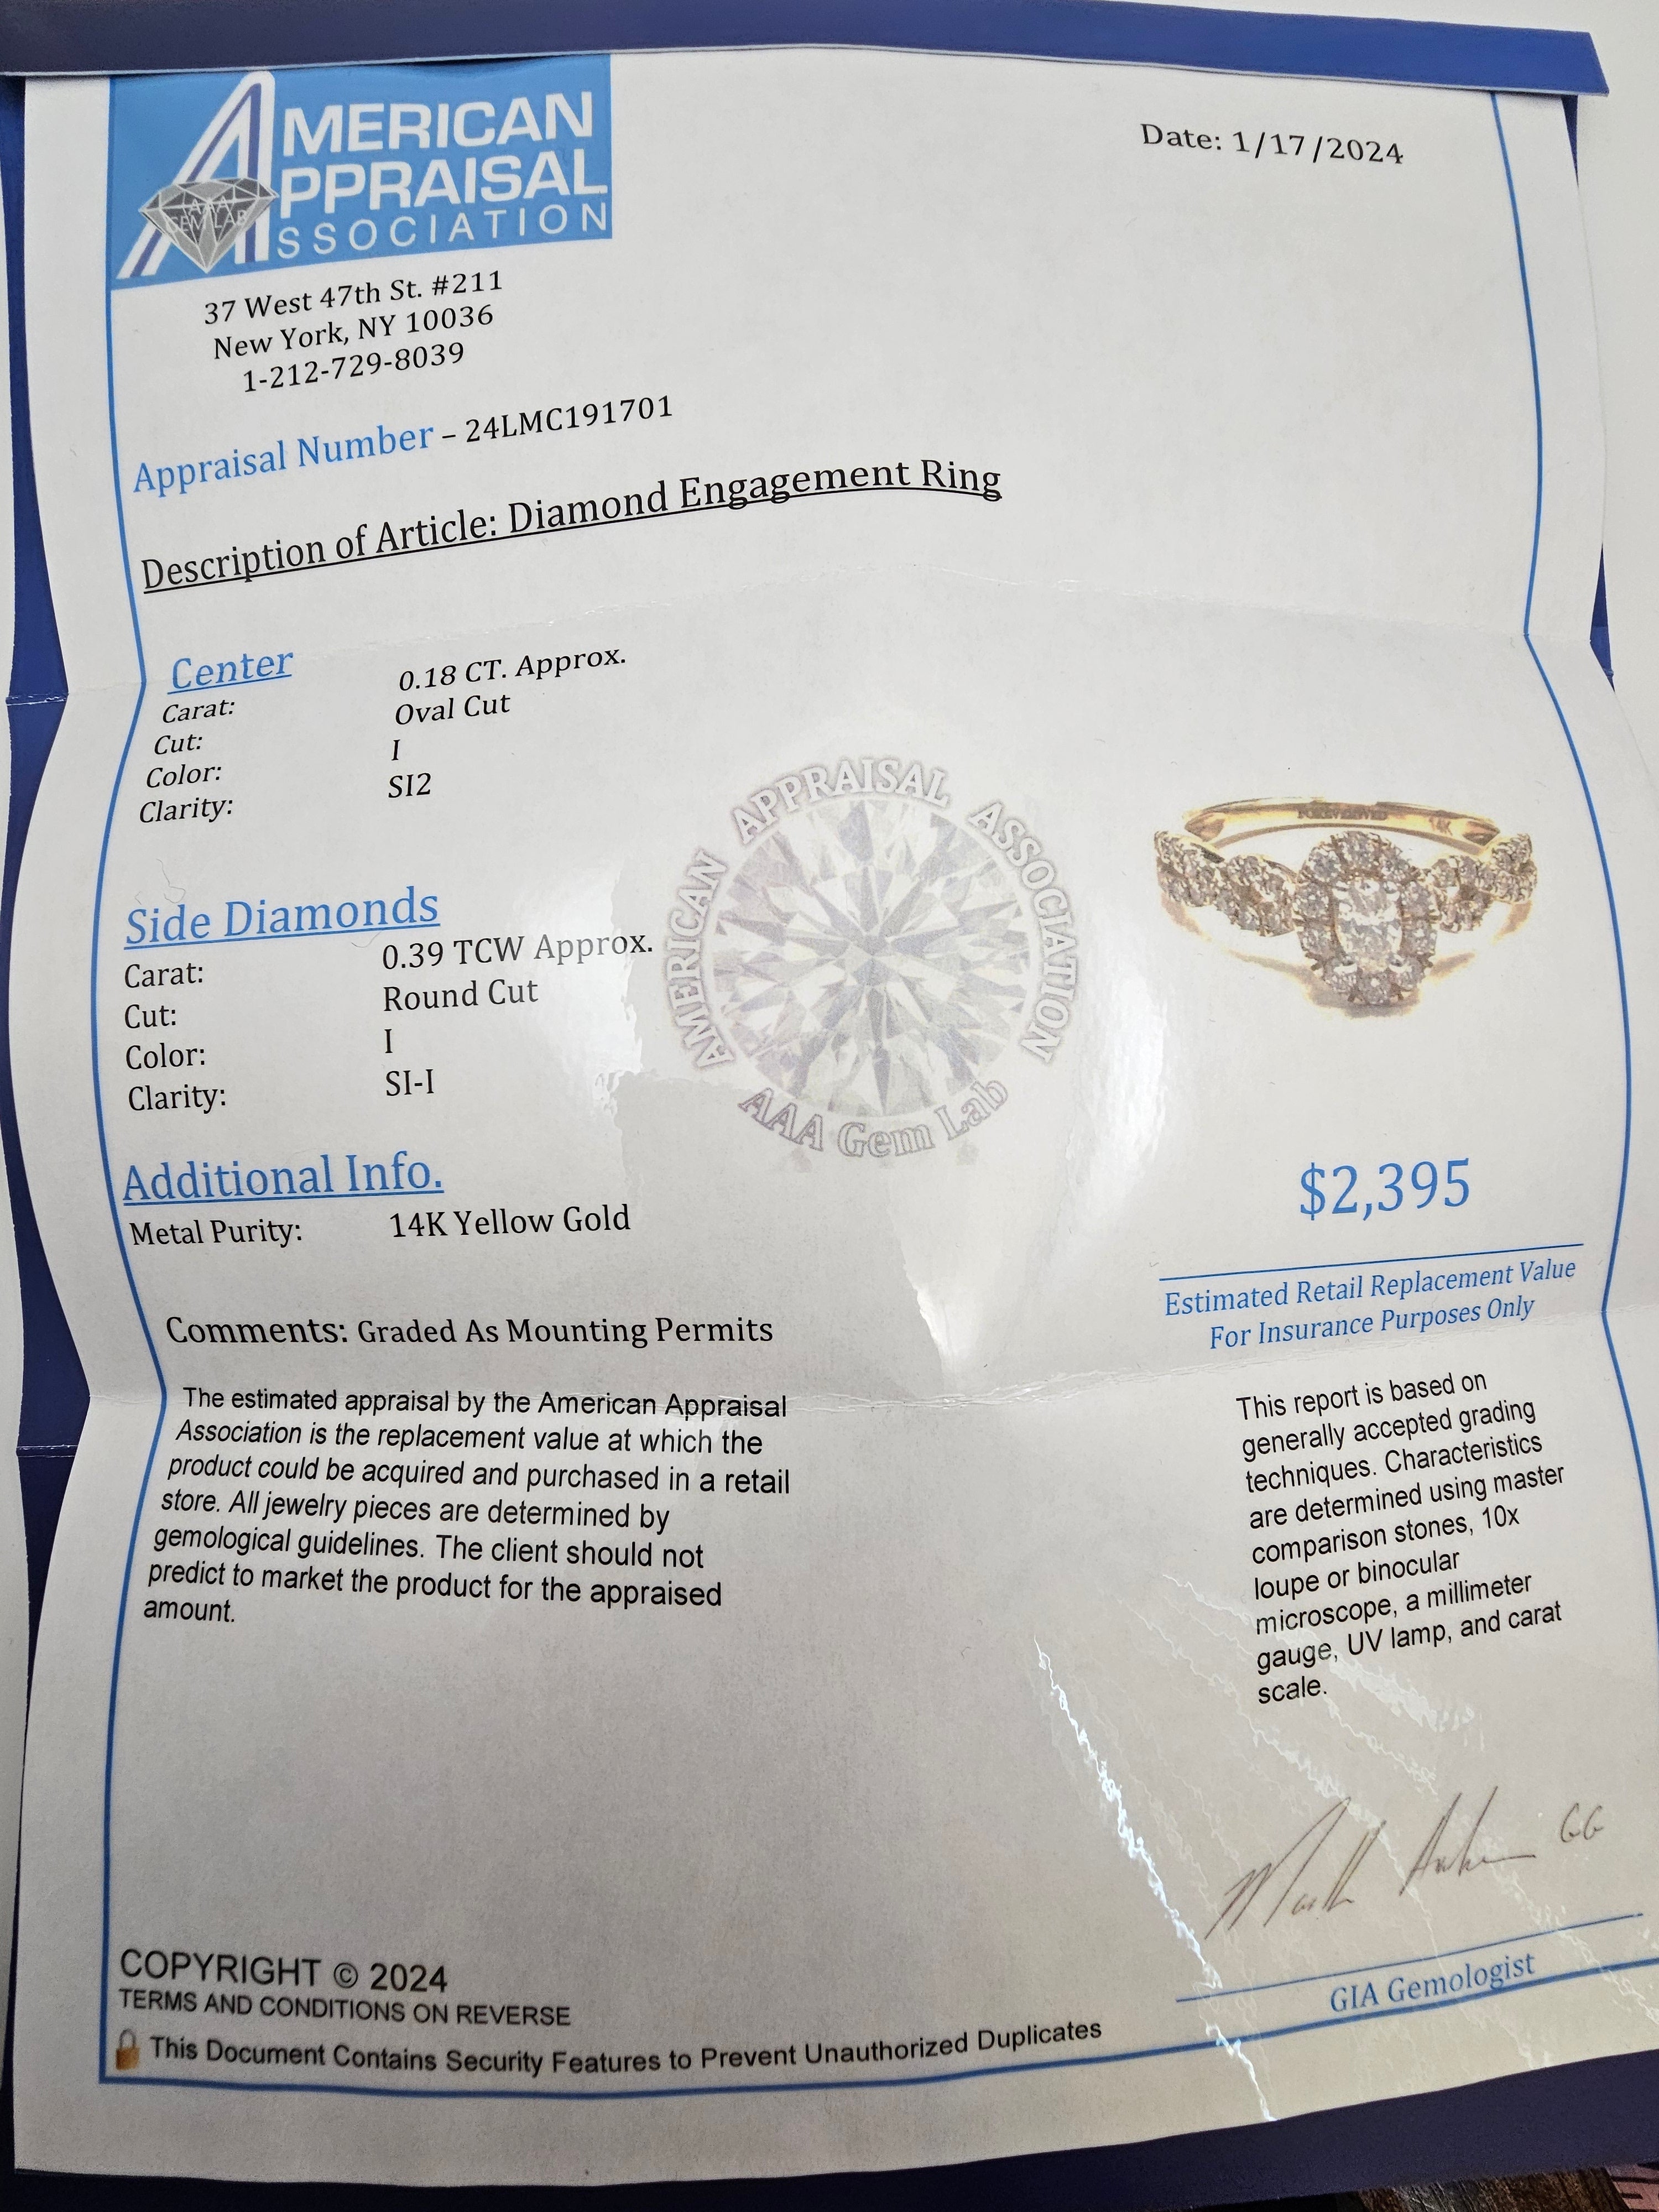 AMERICAN
APPRAISAL
ASSOCIATION
AAA
GEM LAB
Date: 1/17/2024
37 West 47th St. #211
New York, NY 10036
1-212-729-8039
Appraisal Number – 24LMC191701
Description of Article: Diamond Engagement Ring
Center
Carat: 0.18 CT. Approx.
Cut: Oval Cut
Color: I
Clarity: SI2
Side Diamonds
Carat: 0.39 TCW Approx.
Cut: Round Cut
Color: I
Clarity: SI-I
Additional Info.
Metal Purity: 14K Yellow Gold
AMERICAN APPRAISAL ASSOCIATION
AAA Gem Lab
$2,395
Estimated Retail Replacement Value
For Insurance Purposes Only
Comments: Graded As Mounting Permits
The estimated appraisal by the American Appraisal
Association is the replacement value at which the
product could be acquired and purchased in a retail
store. All jewelry pieces are determined by
gemological guidelines. The client should not
predict to market the product for the appraised
amount.
This report is based on
generally accepted grading
techniques. Characteristics
are determined using master
comparison stones, 10x
loupe or binocular
microscope, a millimeter
gauge, UV lamp, and carat
scale.
GG
GIA Gemologist
COPYRIGHT © 2024
TERMS AND CONDITIONS ON REVERSE
This Document Contains Security Features to Prevent Unauthorized Duplicates